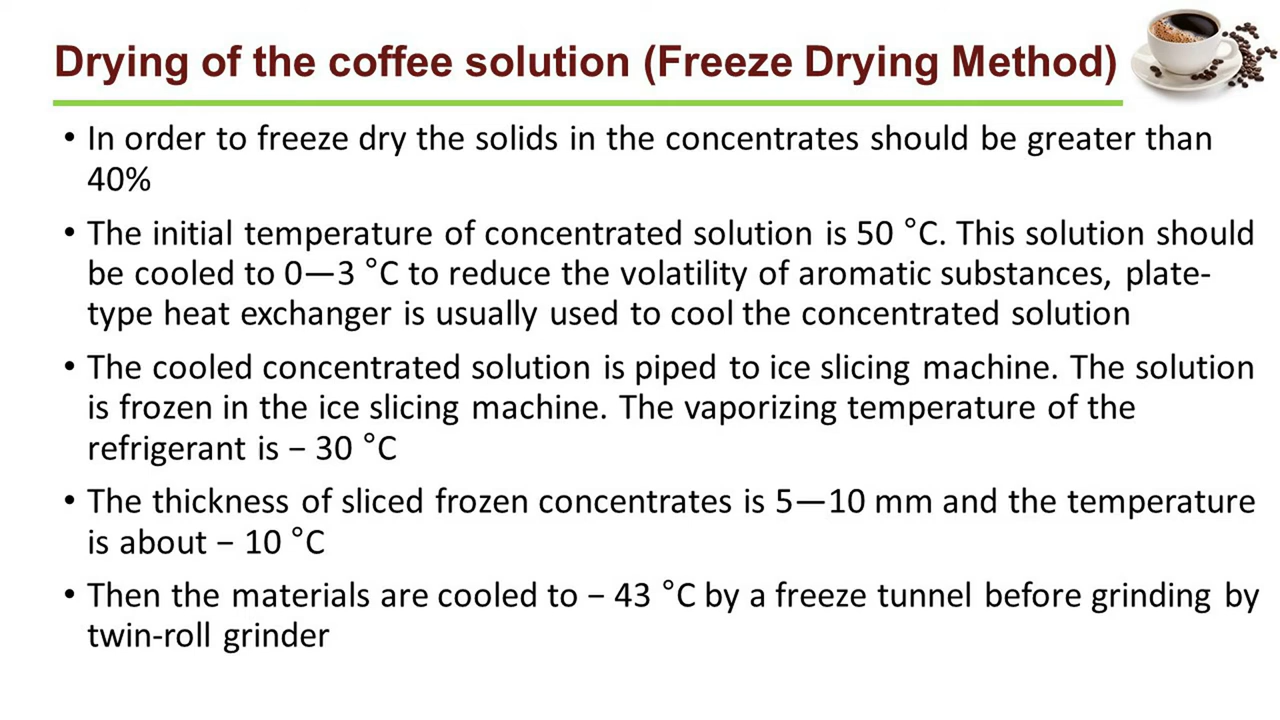 Drying of the coffee solution (Freeze Drying Method)
• In order to freeze dry the solids in the concentrates should be greater than
40%
• The initial temperature of concentrated solution is 50 °C. This solution should
be cooled to 0—3 °C to reduce the volatility of aromatic substances, plate-
type heat exchanger is usually used to cool the concentrated solution
• The cooled concentrated solution is piped to ice slicing machine. The solution
is frozen in the ice slicing machine. The vaporizing temperature of the
refrigerant is − 30 °C
• The thickness of sliced frozen concentrates is 5—10 mm and the temperature
is about − 10 °C
• Then the materials are cooled to − 43 °C by a freeze tunnel before grinding by
twin-roll grinder